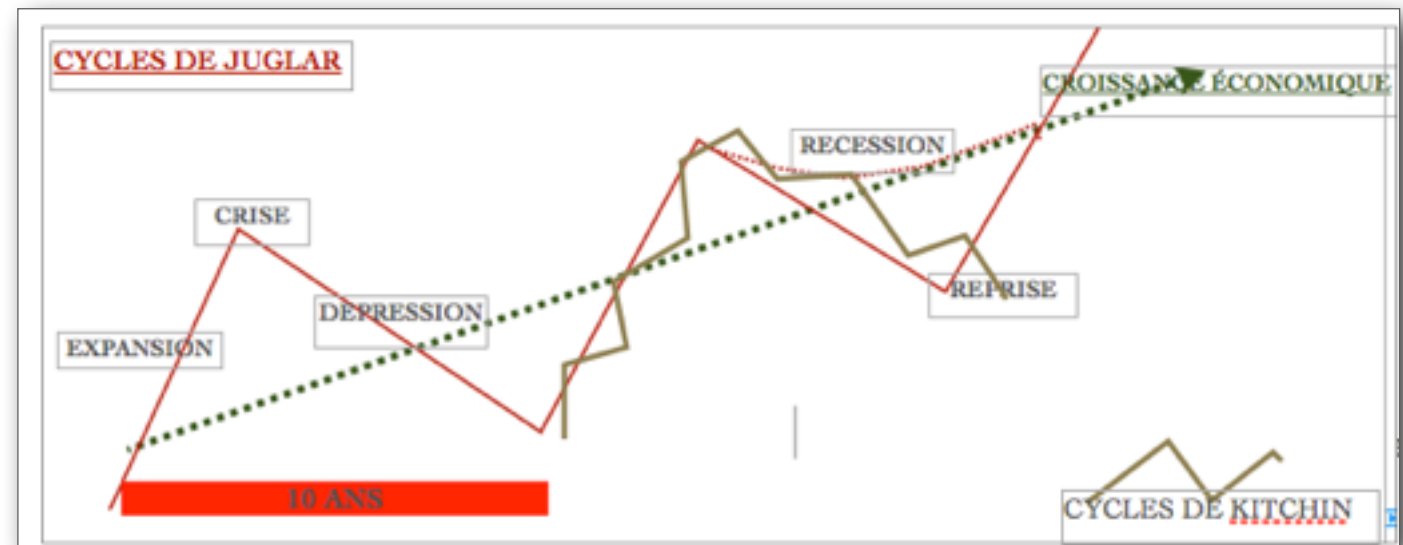 CYCLES DE JUGLAR
CROISSANCE ÉCONOMIQUE
RECESSION
CRISE
REPRISE
DEPRESSION
EXPANSION
10 ANS
CYCLES DE KITCHIN